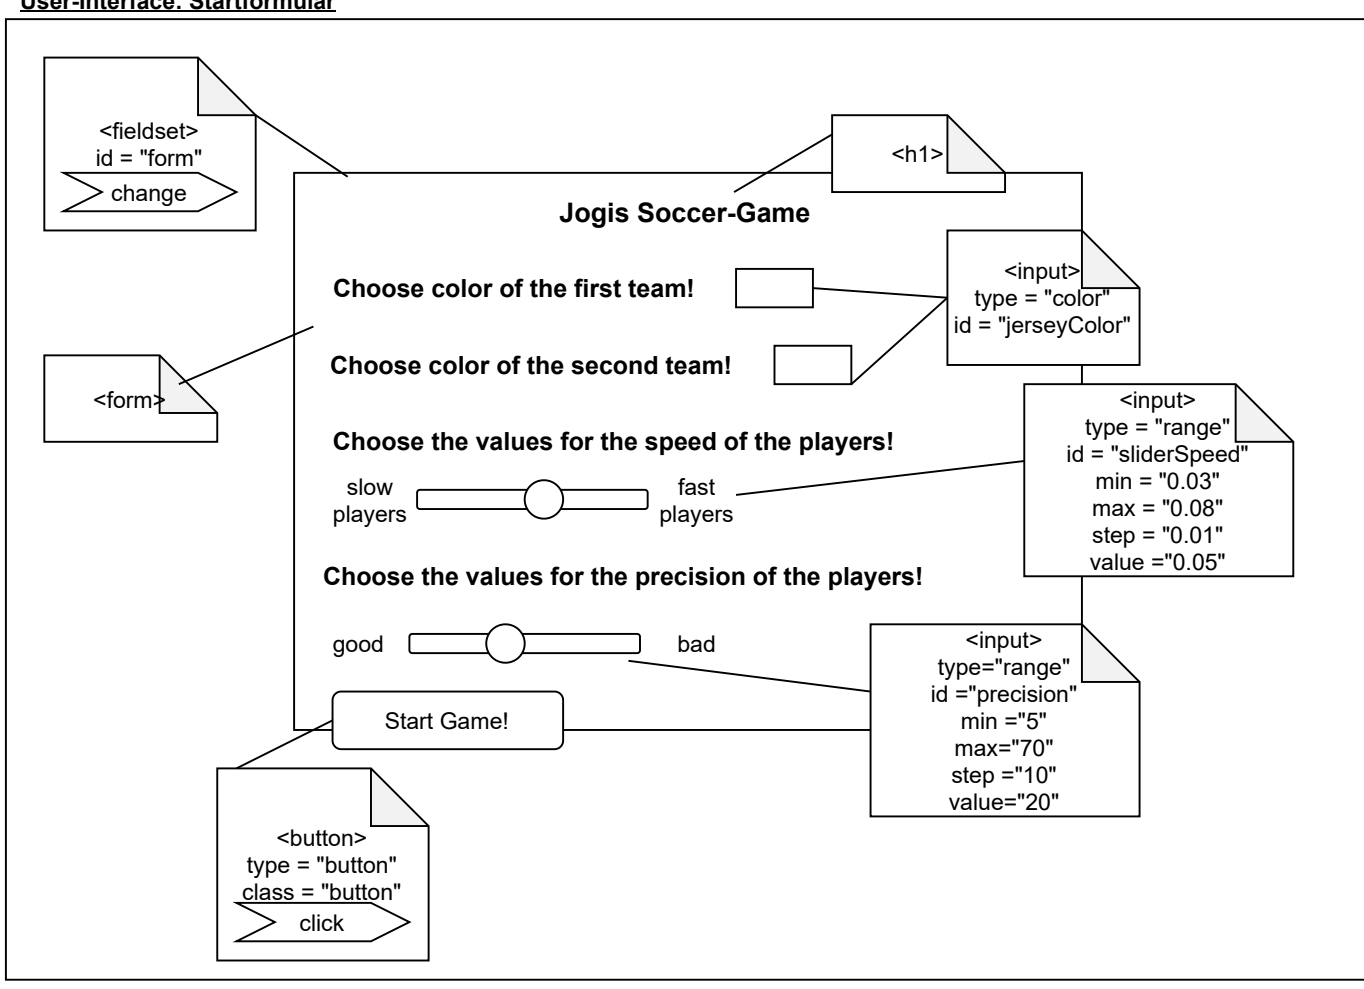 User-Interface: Startformular
<fieldset>
id = "form"
change
<h1>
Jogis Soccer-Game
Choose color of the first team!
<input>
type = "color"
id = "jerseyColor"
Choose color of the second team!
<form>
Choose the values for the speed of the players!
slow
players
fast
players
<input>
type = "range"
id = "sliderSpeed"
min = "0.03"
max = "0.08"
step = "0.01"
value ="0.05"
Choose the values for the precision of the players!
good
bad
<input>
type="range"
id ="precision"
min ="5"
max="70"
step ="10"
value="20"
Start Game!
<button>
type = "button"
class = "button"
click